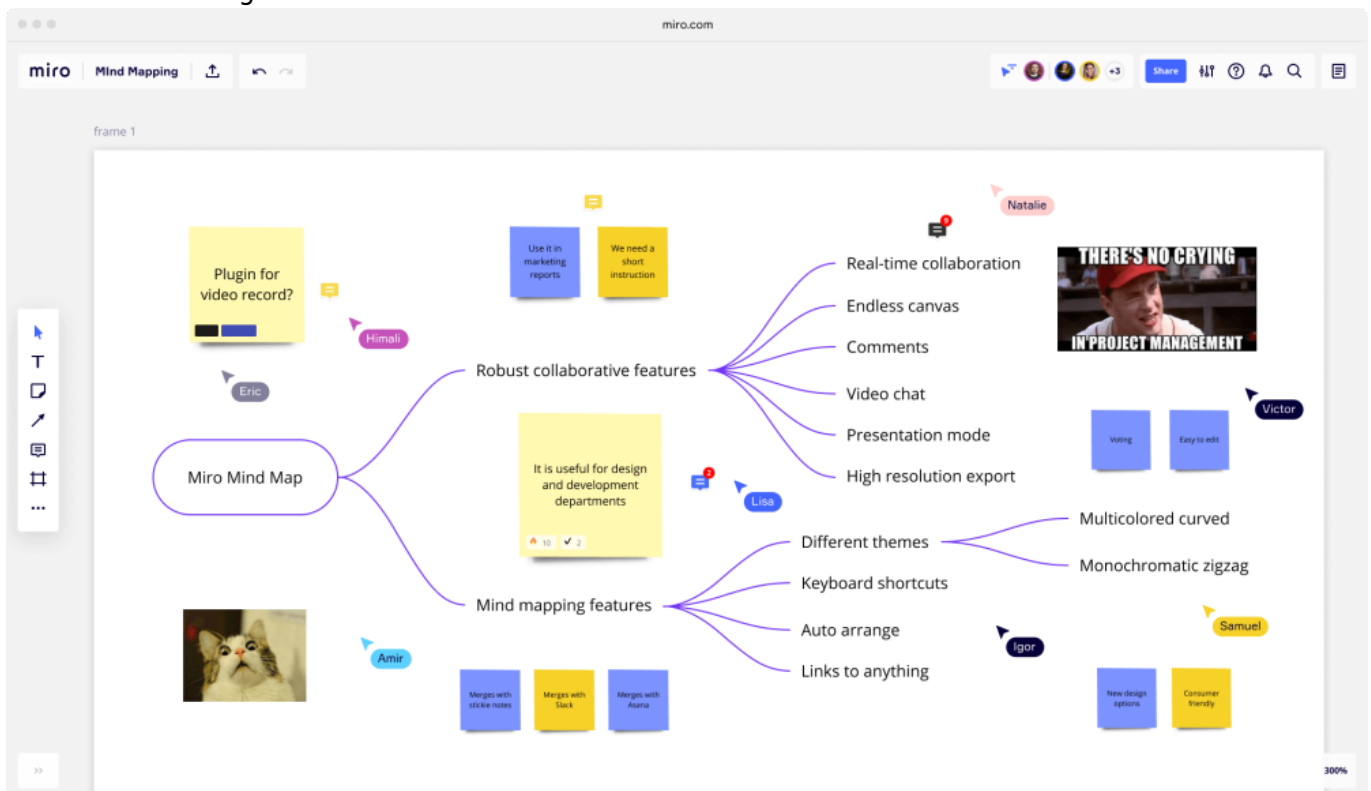 miro.com
miro
MInd Mapping
+3
Share
frame 1
Natalie
9
Plugin for
video record?
Himali
Eric
Use it in
marketing
reports
We need a
short
instruction
Real-time collaboration
Endless canvas
Comments
Video chat
Presentation mode
High resolution export
THERE'S NO CRYING
IN PROJECT MANAGEMENT
Robust collaborative features
Victor
Voting
Easy to edit
Miro Mind Map
It is useful for design
and development
departments
10
2
2
Lisa
Different themes
Keyboard shortcuts
Auto arrange
Links to anything
Multicolored curved
Monochromatic zigzag
Mind mapping features
Samuel
Igor
Amir
Merges with
stickie notes
Merges with
Slack
Merges with
Asana
New design
options
Consumer
friendly
300%